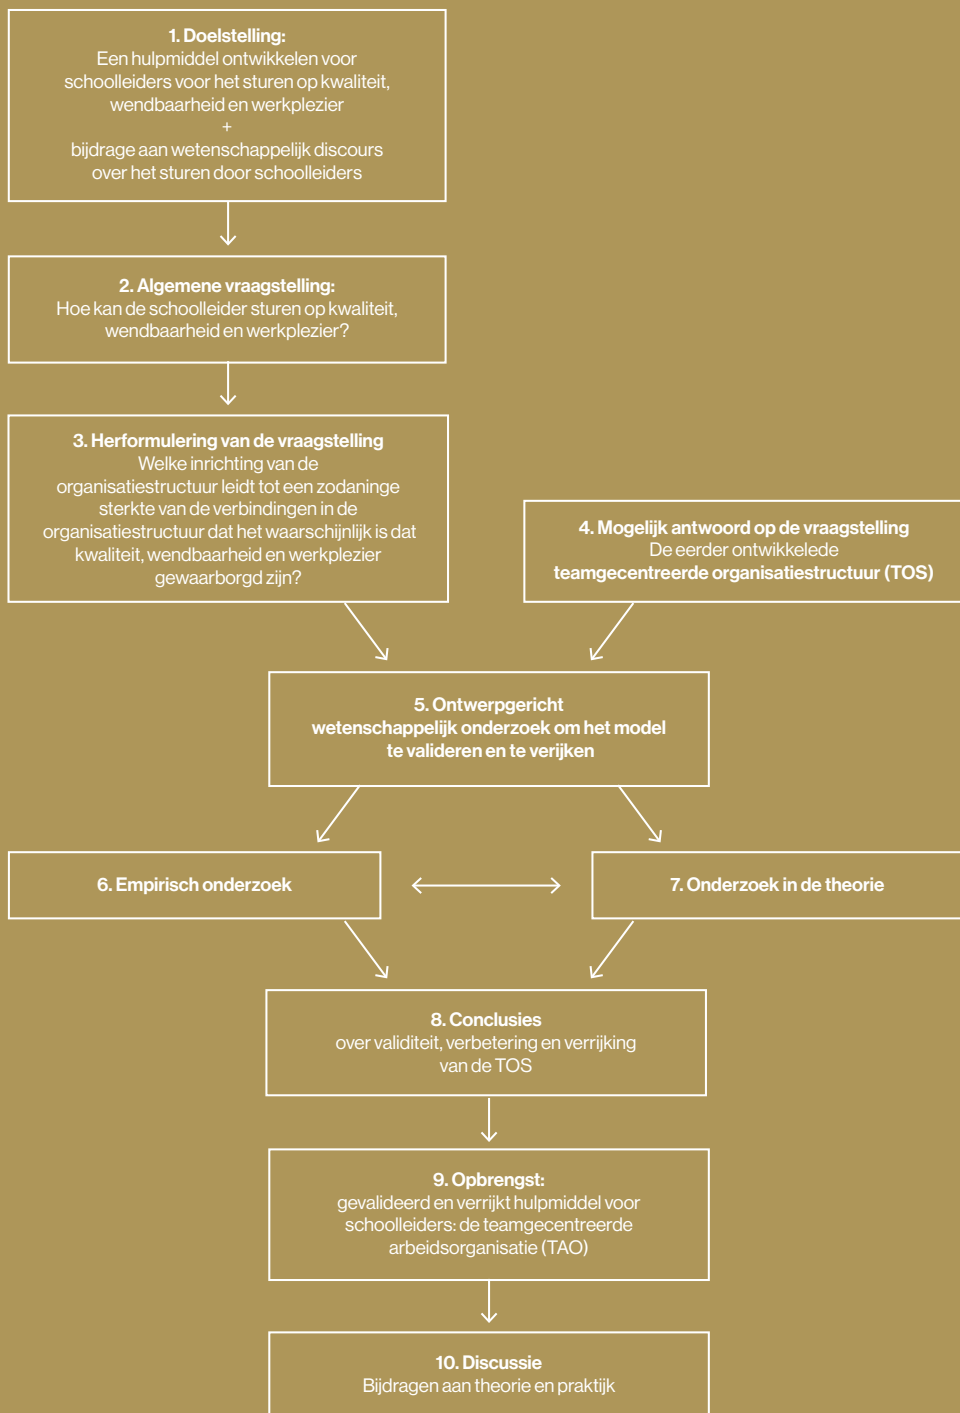 1. Doelstelling:
Een hulpmiddel ontwikkelen voor
schoolleiders voor het sturen op kwaliteit,
wendbaarheid en werkplezier
+
bijdrage aan wetenschappelijk discours
over het sturen door schoolleiders
2. Algemene vraagstelling:
Hoe kan de schoolleider sturen op kwaliteit,
wendbaarheid en werkplezier?
3. Herformulering van de vraagstelling
Welke inrichting van de
organisatiestructuur leidt tot een zodaninge
sterkte van de verbindingen in de
organisatiestructuur dat het waarschijnlijk is dat
kwaliteit, wendbaarheid en werkplezier
gewaarborgd zijn?
4. Mogelijk antwoord op de vraagstelling
De eerder ontwikkelede
teamgecentreerde organisatiestructuur (TOS)
5. Ontwerpgericht
wetenschappelijk onderzoek om het model
te valideren en te verijken
6. Empirisch onderzoek
7. Onderzoek in de theorie
8. Conclusies
over validiteit, verbetering en verrijking
van de TOS
9. Opbrengst:
gevalideerd en verrijkt hulpmiddel voor
schoolleiders: de teamgecentreerde
arbeidsorganisatie (TAO)
10. Discussie
Bijdragen aan theorie en praktijk